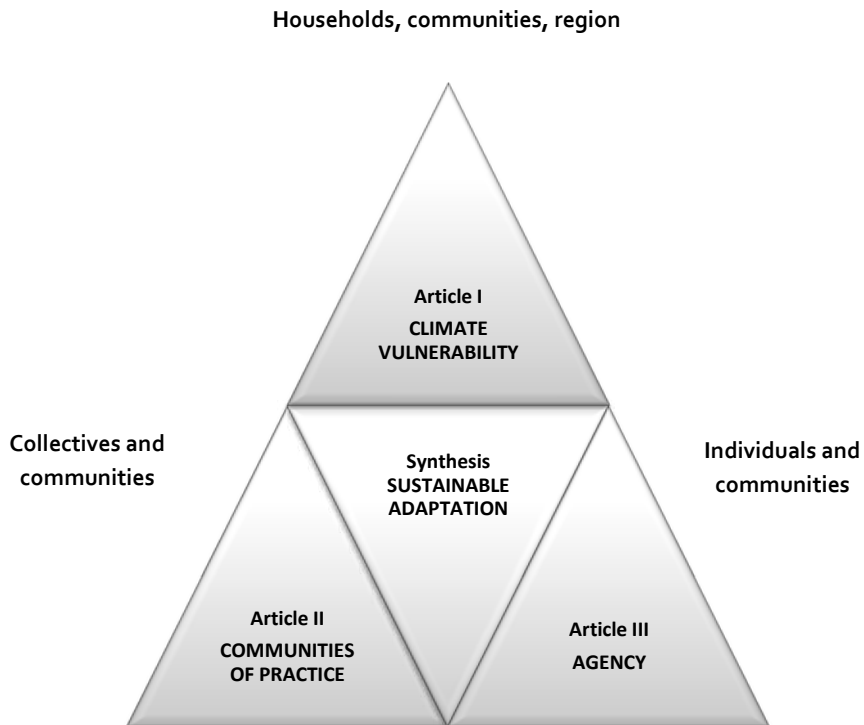 Households, communities, region
Article I
CLIMATE
VULNERABILITY
Collectives and
communities
Synthesis
SUSTAINABLE
ADAPTATION
Individuals and
communities
Article II
COMMUNITIES
OF PRACTICE
Article III
AGENCY